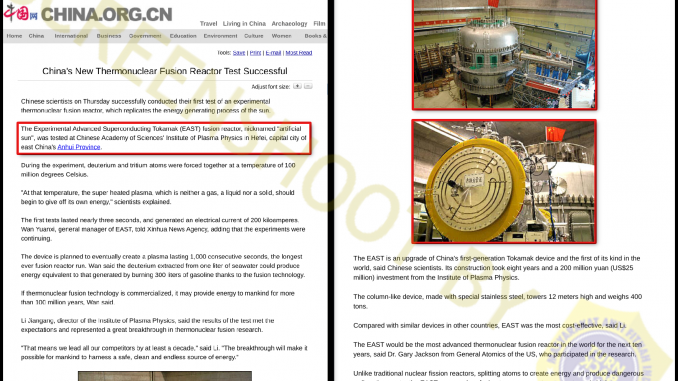 中国网 CHINA.ORG.CN
Travel Living in China Archaeology Film
Home China International Business Government Education Environment Culture Women Books &
Tools: Save | Print | E-mail | Most Read
China's New Thermonuclear Fusion Reactor Test Successful
Adjust font size:
Chinese scientists on Thursday successfully conducted their first test of an experimental
thermonuclear fusion reactor, which replicates the energy generating process of the sun.
The Experimental Advanced Superconducting Tokamak (EAST) fusion reactor, nicknamed "artificial
sun", was tested at Chinese Academy of Sciences' Institute of Plasma Physics in Hefei, capital city of
east China's Anhui Province.
During the experiment, deuterium and tritium atoms were forced together at a temperature of 100
million degrees Celsius.
"At that temperature, the super heated plasma, which is neither a gas, a liquid nor a solid, should
begin to give off its own energy," scientists explained.
The first tests lasted nearly three seconds, and generated an electrical current of 200 kiloamperes.
Wan Yuanxi, general manager of EAST, told Xinhua News Agency, adding that the experiments were
continuing.
The device is planned to eventually create a plasma lasting 1,000 consecutive seconds, the longest
ever fusion reactor run. Wan said the deuterium extracted from one liter of seawater could produce
energy equivalent to that generated by burning 300 liters of gasoline thanks to the fusion technology.
If thermonuclear fusion technology is commercialized, it may provide energy to mankind for more
than 100 million years, Wan said.
Li Jiangang, director of the Institute of Plasma Physics, said the results of the test met the
expectations and represented a great breakthrough in thermonuclear fusion research.
"That means we lead all our competitors by at least a decade," said Li. "The breakthrough will make it
possible for mankind to harness a safe, clean and endless source of energy."
The EAST is an upgrade of China's first-generation Tokamak device and the first of its kind in the
world, said Chinese scientists. Its construction took eight years and a 200 million yuan (US$25
million) investment from the Institute of Plasma Physics.
The column-like device, made with special stainless steel, towers 12 meters high and weighs 400
tons.
Compared with similar devices in other countries, EAST was the most cost-effective, said Li.
The EAST would be the most advanced thermonuclear fusion reactor in the world for the next ten
years, said Dr. Gary Jackson from General Atomics of the US, who participated in the research.
Unlike traditional nuclear fission reactors, splitting atoms to create energy and produce dangerous
SCREENSHOOT BY